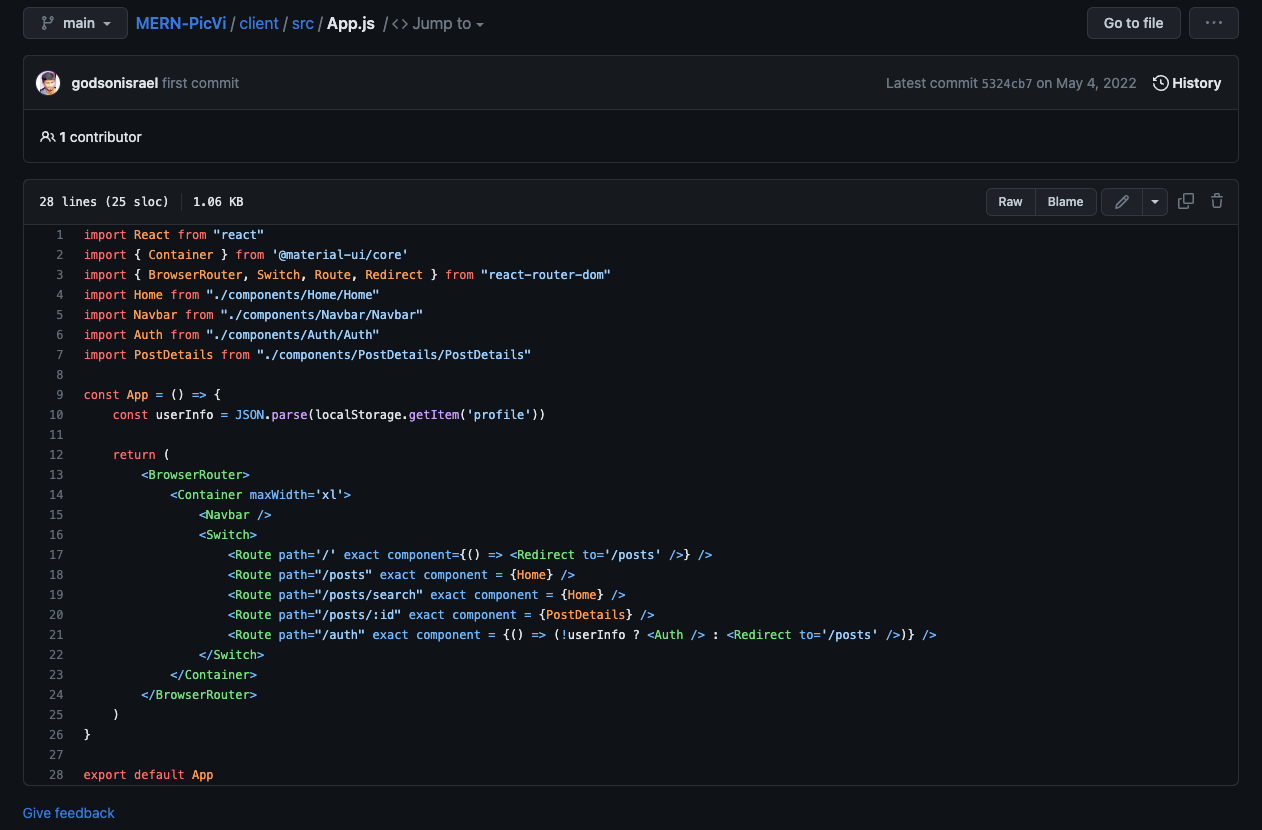 main
MERN-PicVi / client / src / App.js / <> Jump to
Go to file
...
godsonisrael first commit
Latest commit 5324cb7 on May 4, 2022
History
1 contributor
28 lines (25 sloc) 1.06 KB
Raw
Blame
1 import React from "react"
2 import { Container } from '@material-ui/core'
3 import { BrowserRouter, Switch, Route, Redirect } from "react-router-dom"
4 import Home from "./components/Home/Home"
5 import Navbar from "./components/Navbar/Navbar"
6 import Auth from "./components/Auth/Auth"
7 import PostDetails from "./components/PostDetails/PostDetails"
8
9 const App = () => {
10     const userInfo = JSON.parse(localStorage.getItem('profile'))
11
12     return (
13         <BrowserRouter>
14             <Container maxWidth='xl'>
15                 <Navbar />
16                 <Switch>
17                     <Route path='/' exact component={() => <Redirect to='/posts' />} />
18                     <Route path="/posts" exact component = {Home} />
19                     <Route path="/posts/search" exact component = {Home} />
20                     <Route path="/posts/:id" exact component = {PostDetails} />
21                     <Route path="/auth" exact component = {() => (!userInfo ? <Auth /> : <Redirect to='/posts' />)} />
22                 </Switch>
23             </Container>
24         </BrowserRouter>
25     )
26 }
27
28 export default App
Give feedback